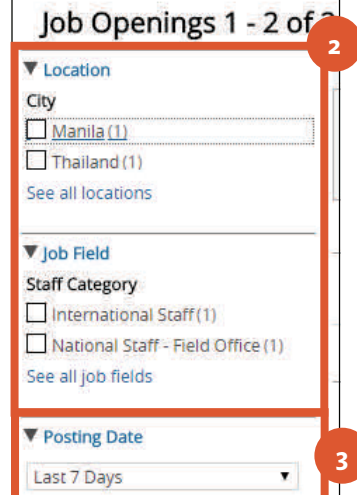 Job Openings 1 - 2 of
2
▼ Location
City
Manila (1)
Thailand (1)
See all locations
▼ Job Field
Staff Category
International Staff (1)
National Staff - Field Office (1)
See all job fields
▼ Posting Date
3
Last 7 Days ▼